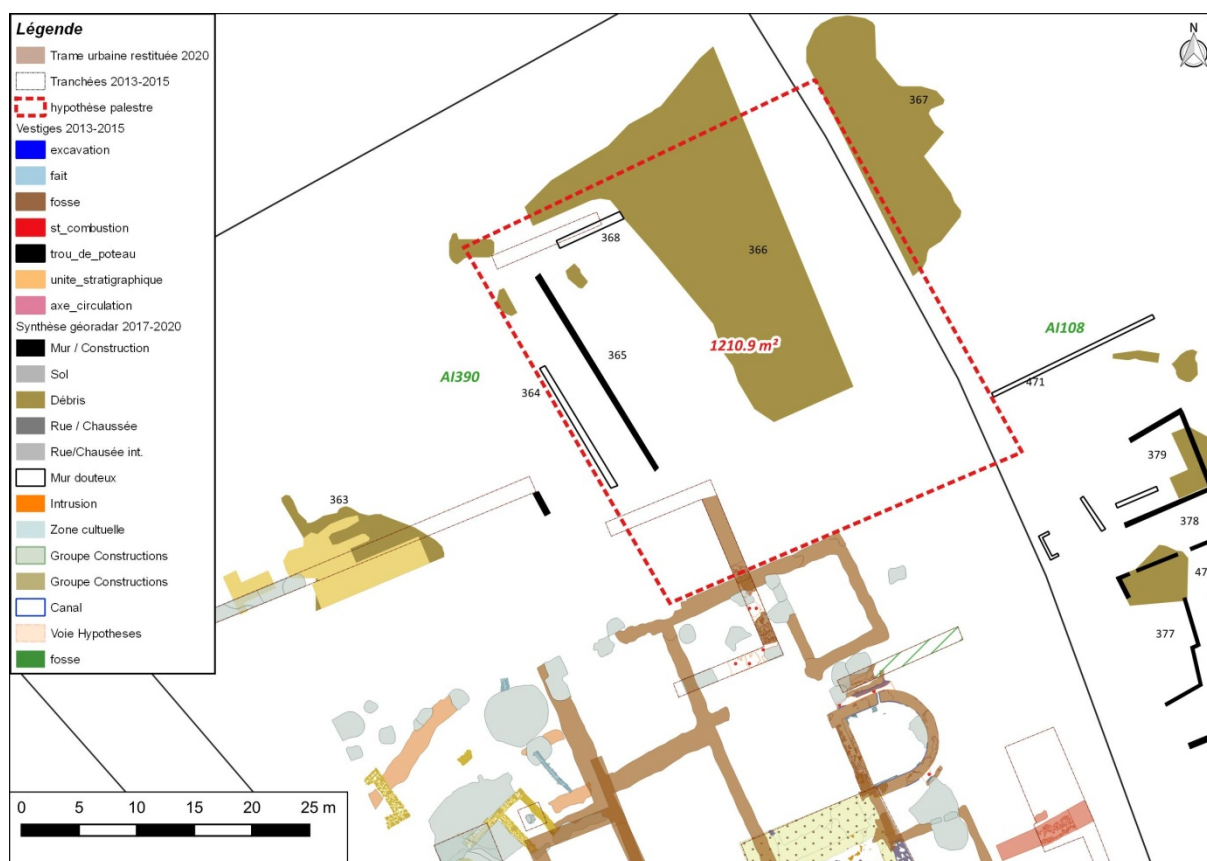 Légende
Trame urbaine restituée 2020
Tranchées 2013-2015
hypothèse palestre
Vestiges 2013-2015
excavation
fait
fosse
st_combustion
trou_de_poteau
unite_stratigraphique
axe_circulation
Synthèse géoradar 2017-2020
Mur / Construction
Sol
Débris
Rue / Chaussée
Rue/Chausée int.
Mur douteux
Intrusion
Zone cultuelle
Groupe Constructions
Groupe Constructions
Canal
Voie Hypotheses
fosse
N
367
368
366
365
1210.9 m²
AI108
AI390
364
471
379
363
378
47
377
0 5 10 15 20 25 m